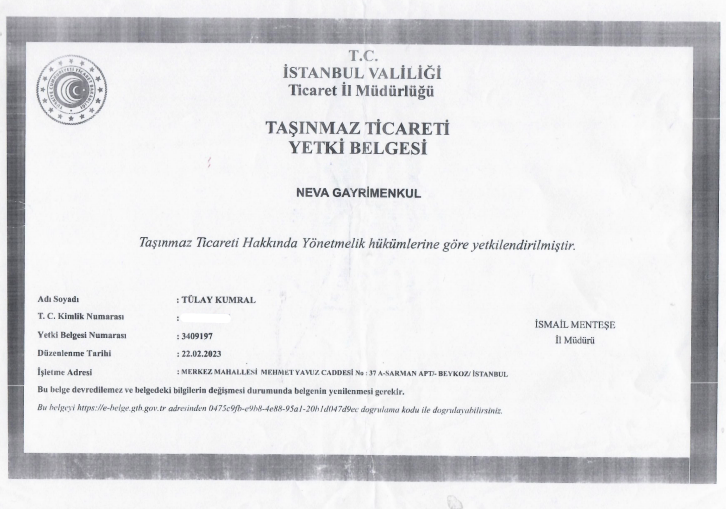 T.C.
İSTANBUL VALİLİĞİ
Ticaret İl Müdürlüğü
TAŞINMAZ TİCARETİ
YETKİ BELGESİ
NEVA GAYRİMENKUL
Taşınmaz Ticareti Hakkında Yönetmelik hükümlerine göre yetkilendirilmiştir.
Adı Soyadı : TÜLAY KUMRAL
T. C. Kimlik Numarası :
Yetki Belgesi Numarası : 3409197
Düzenlenme Tarihi : 22.02.2023
İşletme Adresi : MERKEZ MAHALLESİ MEHMET YAVUZ CADDESİ No : 37 A-SARMAN APT/- BEYKOZ/ İSTANBUL
İSMAİL MENTEŞE
İl Müdürü
Bu belge devredilemez ve belgedeki bilgilerin değişmesi durumunda belgenin yenilenmesi gerekir.
Bu belgeyi https://e-belge.gtb.gov.tr adresinden 0475c9fb-e9b8-4e88-95a1-20b1d047d9ec dogrulama kodu ile dogrulayabilirsiniz.